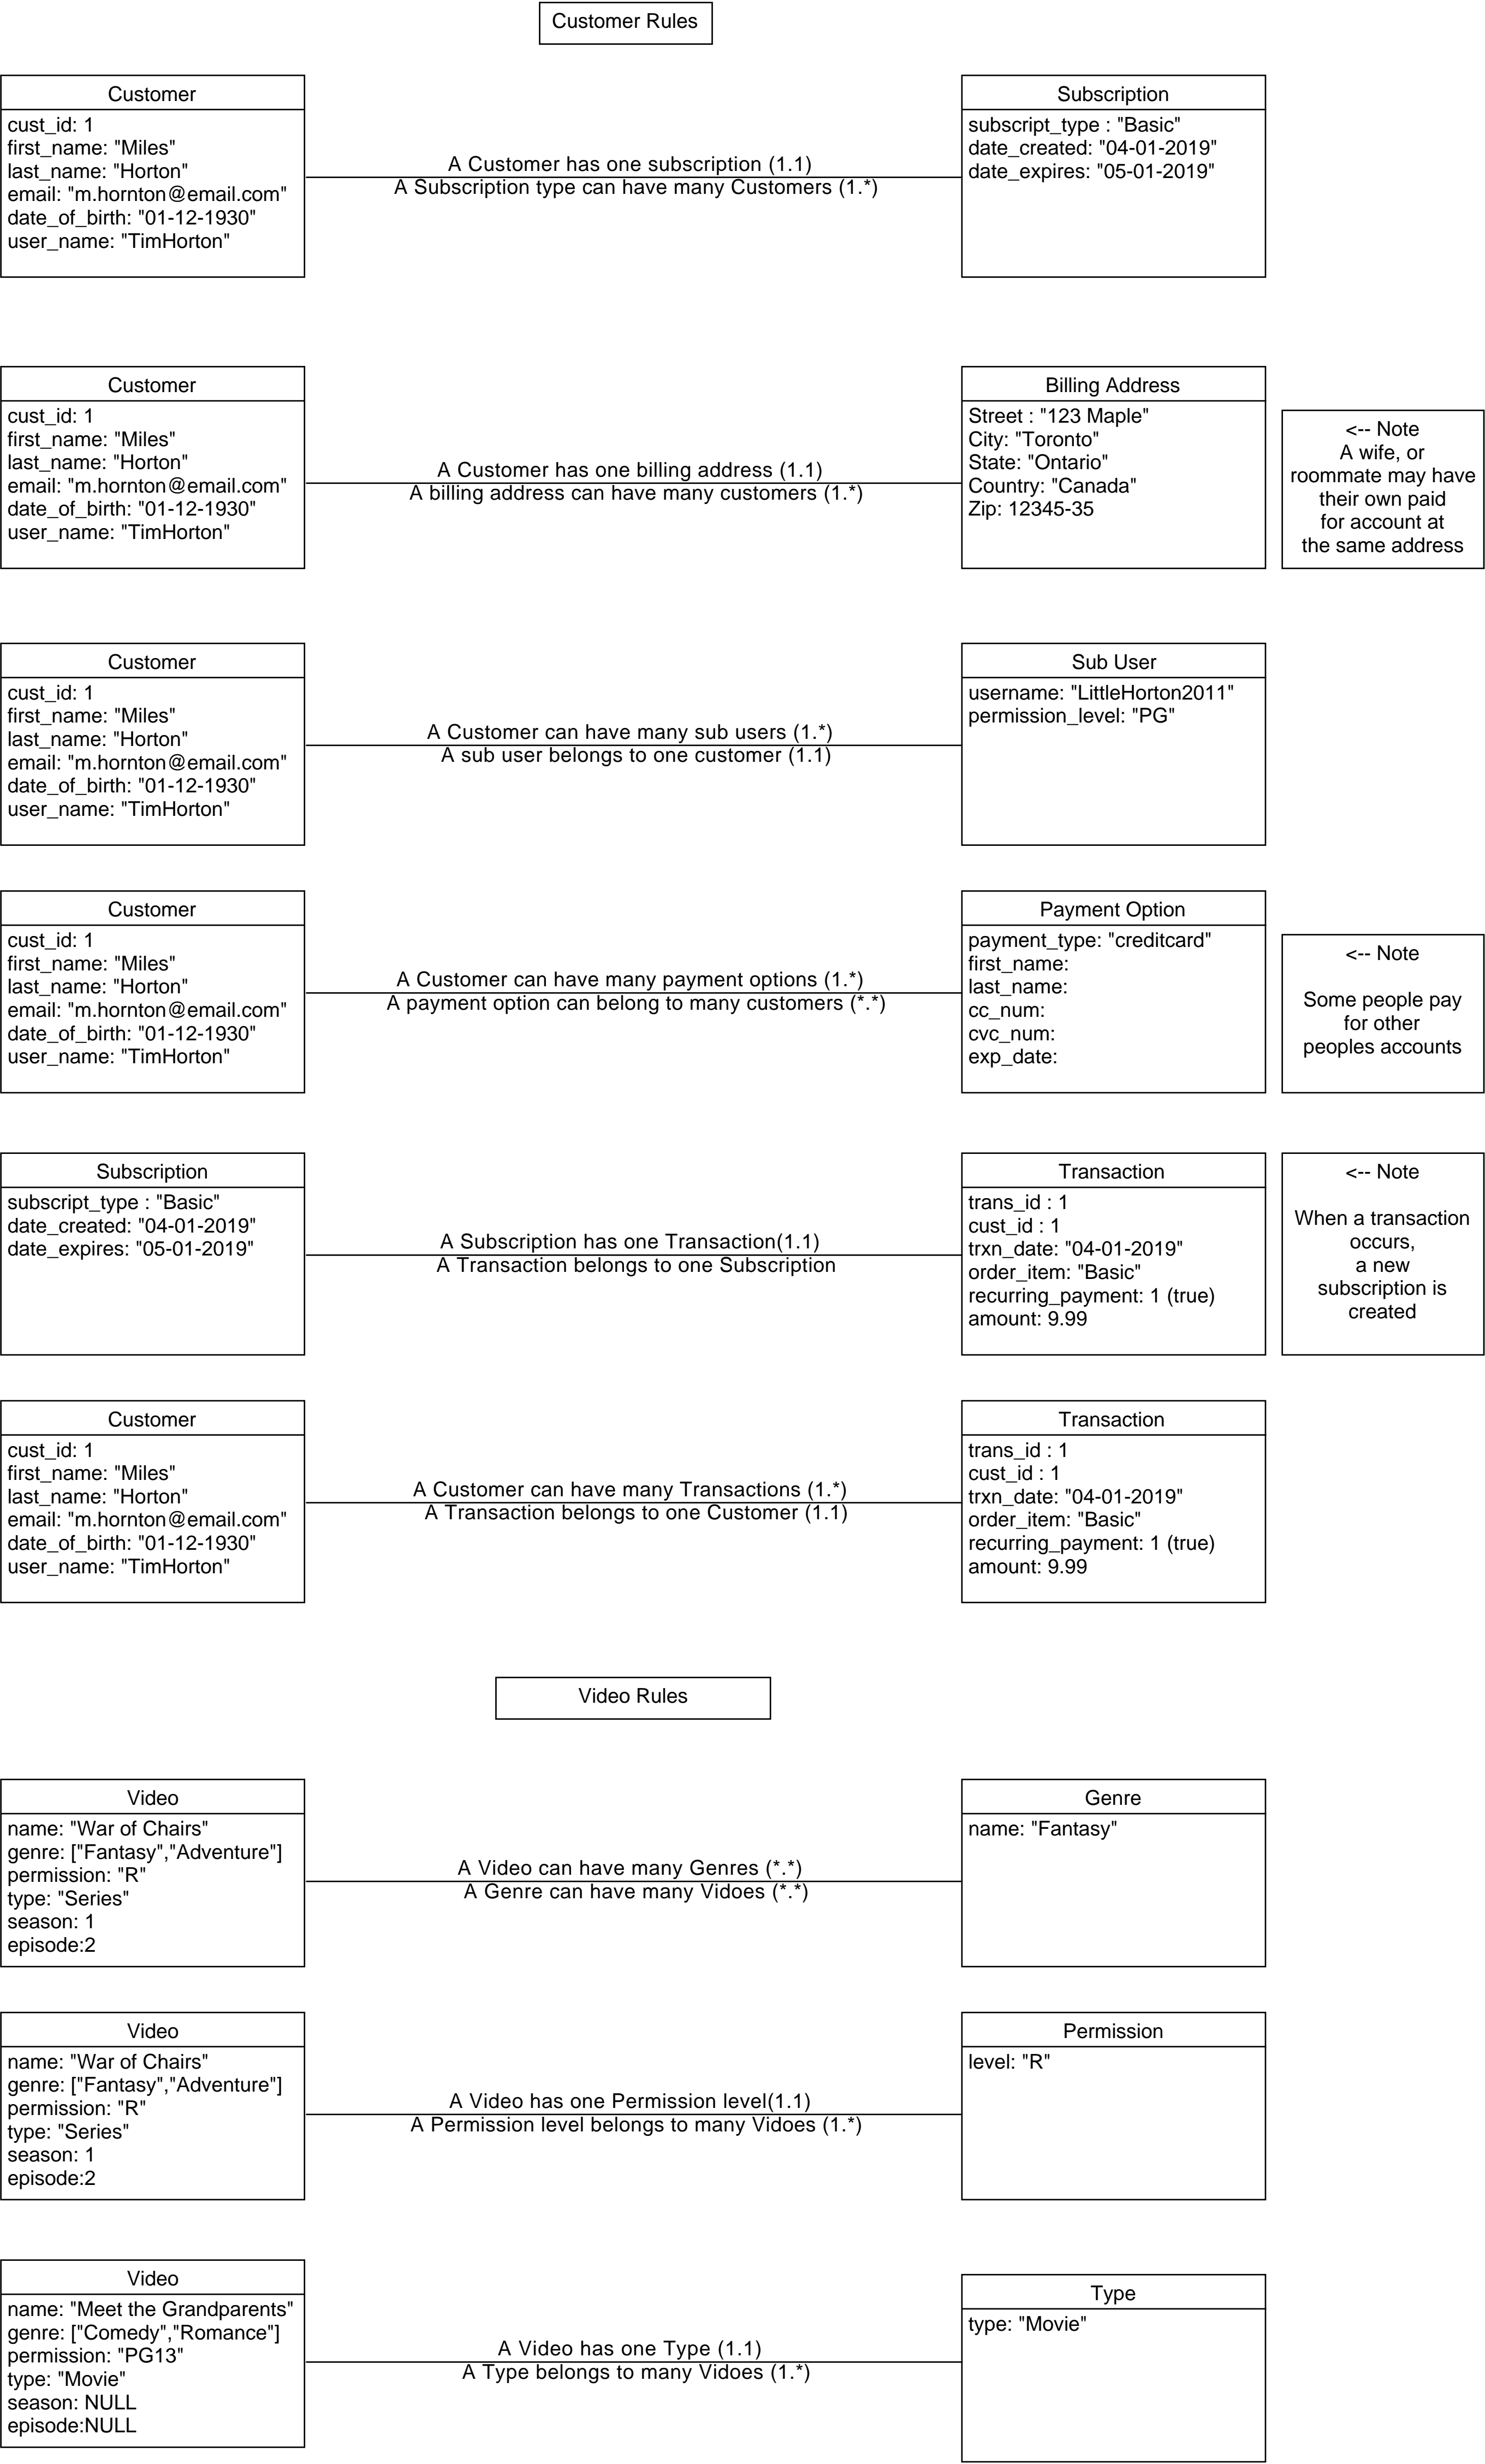 Customer Rules
Customer
cust_id: 1
first_name: "Miles"
last_name: "Horton"
email: "m.hornton@email.com"
date_of_birth: "01-12-1930"
user_name: "TimHorton"
A Customer has one subscription (1.1)
A Subscription type can have many Customers (1.*)
Subscription
subscript_type : "Basic"
date_created: "04-01-2019"
date_expires: "05-01-2019"
Customer
cust_id: 1
first_name: "Miles"
last_name: "Horton"
email: "m.hornton@email.com"
date_of_birth: "01-12-1930"
user_name: "TimHorton"
A Customer has one billing address (1.1)
A billing address can have many customers (1.*)
Billing Address
Street : "123 Maple"
City: "Toronto"
State: "Ontario"
Country: "Canada"
Zip: 12345-35
<-- Note
A wife, or
roommate may have
their own paid
for account at
the same address
Customer
cust_id: 1
first_name: "Miles"
last_name: "Horton"
email: "m.hornton@email.com"
date_of_birth: "01-12-1930"
user_name: "TimHorton"
A Customer can have many sub users (1.*)
A sub user belongs to one customer (1.1)
Sub User
username: "LittleHorton2011"
permission_level: "PG"
Customer
cust_id: 1
first_name: "Miles"
last_name: "Horton"
email: "m.hornton@email.com"
date_of_birth: "01-12-1930"
user_name: "TimHorton"
A Customer can have many payment options (1.*)
A payment option can belong to many customers (*.*)
Payment Option
payment_type: "creditcard"
first_name:
last_name:
cc_num:
cvc_num:
exp_date:
<-- Note
Some people pay
for other
peoples accounts
Subscription
subscript_type : "Basic"
date_created: "04-01-2019"
date_expires: "05-01-2019"
A Subscription has one Transaction(1.1)
A Transaction belongs to one Subscription
Transaction
trans_id : 1
cust_id : 1
trxn_date: "04-01-2019"
order_item: "Basic"
recurring_payment: 1 (true)
amount: 9.99
<-- Note
When a transaction
occurs,
a new
subscription is
created
Customer
cust_id: 1
first_name: "Miles"
last_name: "Horton"
email: "m.hornton@email.com"
date_of_birth: "01-12-1930"
user_name: "TimHorton"
A Customer can have many Transactions (1.*)
A Transaction belongs to one Customer (1.1)
Transaction
trans_id : 1
cust_id : 1
trxn_date: "04-01-2019"
order_item: "Basic"
recurring_payment: 1 (true)
amount: 9.99
Video Rules
Video
name: "War of Chairs"
genre: ["Fantasy","Adventure"]
permission: "R"
type: "Series"
season: 1
episode:2
A Video can have many Genres (*.*)
A Genre can have many Vidoes (*.*)
Genre
name: "Fantasy"
Video
name: "War of Chairs"
genre: ["Fantasy","Adventure"]
permission: "R"
type: "Series"
season: 1
episode:2
A Video has one Permission level(1.1)
A Permission level belongs to many Vidoes (1.*)
Permission
level: "R"
Video
name: "Meet the Grandparents"
genre: ["Comedy","Romance"]
permission: "PG13"
type: "Movie"
season: NULL
episode:NULL
A Video has one Type (1.1)
A Type belongs to many Vidoes (1.*)
Type
type: "Movie"